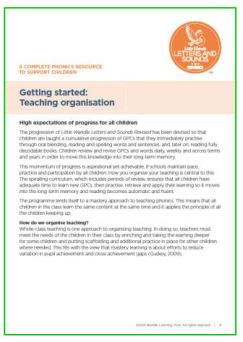 Little Wandle
LETTERS AND
SOUNDS
A COMPLETE PHONICS RESOURCE
TO SUPPORT CHILDREN
Getting started:
Teaching organisation
High expectations of progress for all children
The progression of Little Wandle Letters and Sounds Revised has been devised so that
children are taught a cumulative progression of GPCs that they immediately practise
through oral blending, reading and spelling words and sentences, and, later on, reading fully
decodable books. Children review and revise GPCs and words daily, weekly and across terms
and years in order to move this knowledge into their long term memory.
This momentum of progress is aspirational yet achievable, if schools maintain pace,
practice and participation by all children. How you organise your teaching is central to this.
The spiralling curriculum, which includes periods of review, ensures that all children have
adequate time to learn new GPCs, then practise, retrieve and apply their learning so it moves
into the long-term memory and reading becomes automatic and fluent.
The programme lends itself to a mastery approach to teaching phonics. This means that all
children in the class learn the same content at the same time and it applies the principle of all
the children keeping up.
How do we organise teaching?
Whole-class teaching is one approach to organising teaching. In doing so, teachers must
meet the needs of the children in their class by enriching and taking the learning deeper
for some children and putting scaffolding and additional practice in place for other children
where needed. This fits with the view that mastery learning is about efforts to reduce
variation in pupil achievement and close achievement gaps (Guskey, 2009).
Wandle Learning Trust. All rights reserved.